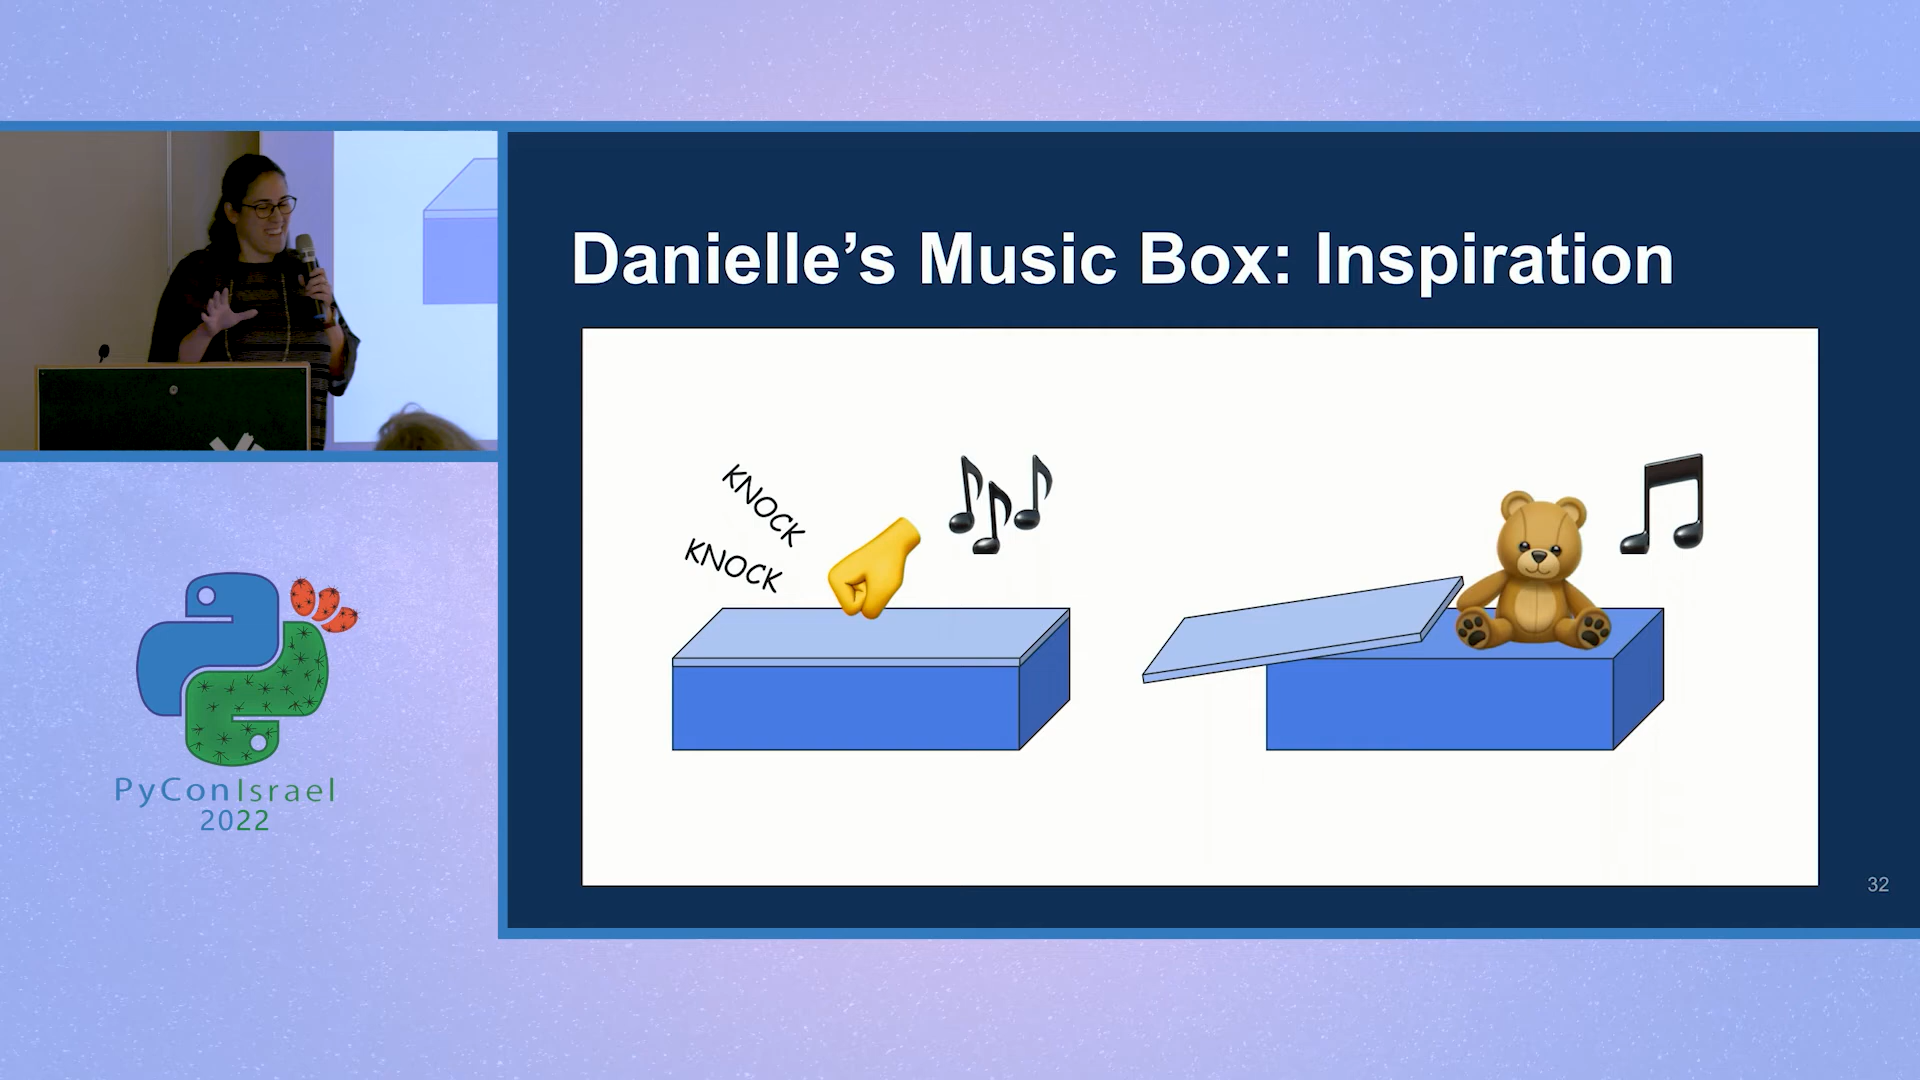 Danielle’s Music Box: Inspiration
KNOCK
KNOCK
PyConIsrael
2022
32